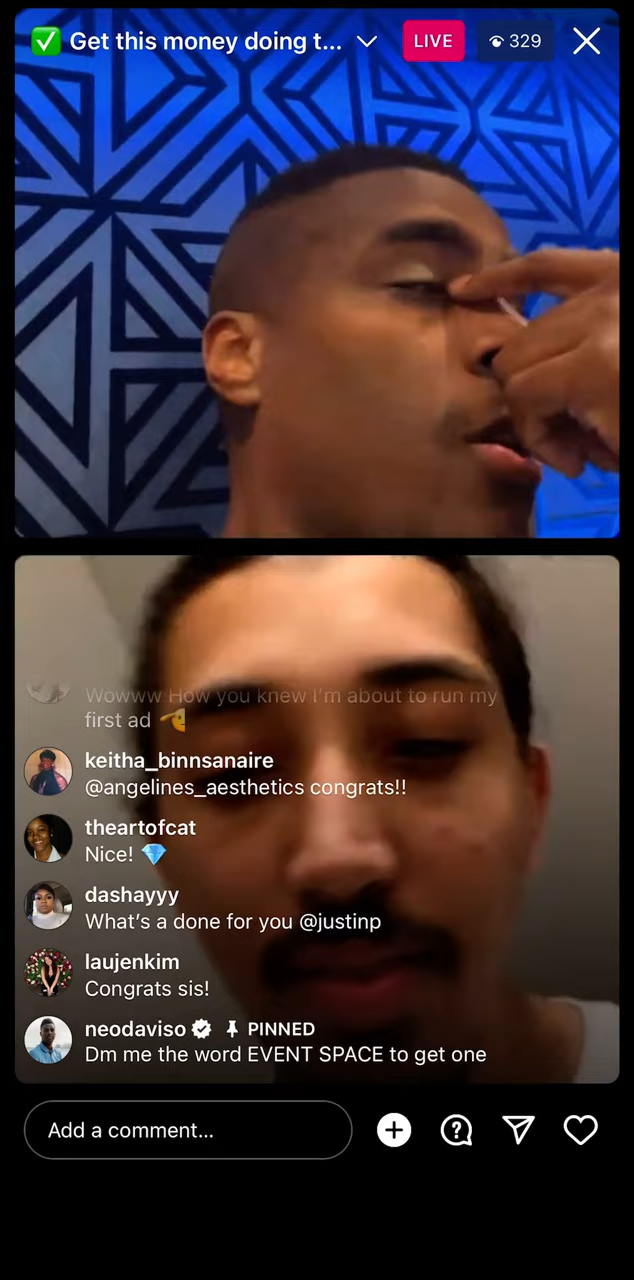 ✅ Get this money doing t...
LIVE
329
Wowww How you knew I'm about to run my
first ad
keitha_binnsanaire
@angelines_aesthetics congrats!!
theartofcat
Nice! 💎
dashayyy
What's a done for you @justinp
laujenkim
Congrats sis!
neodaviso PINNED
Dm me the word EVENT SPACE to get one
Add a comment...